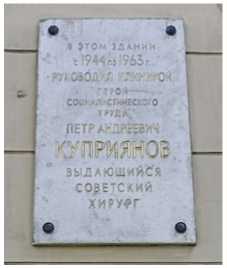 В ЭТОМ ЗДАНИИ
с 1944 по 1963 г.
РУКОВОДИЛ КЛИНИКОЙ
ГЕРОЙ
СОЦИАЛИСТИЧЕСКОГО
ТРУДА
ПЕТР АНДРЕЕВИЧ
КУПРИЯНОВ
ВЫДАЮЩИЙСЯ
СОВЕТСКИЙ
ХИРУРГ